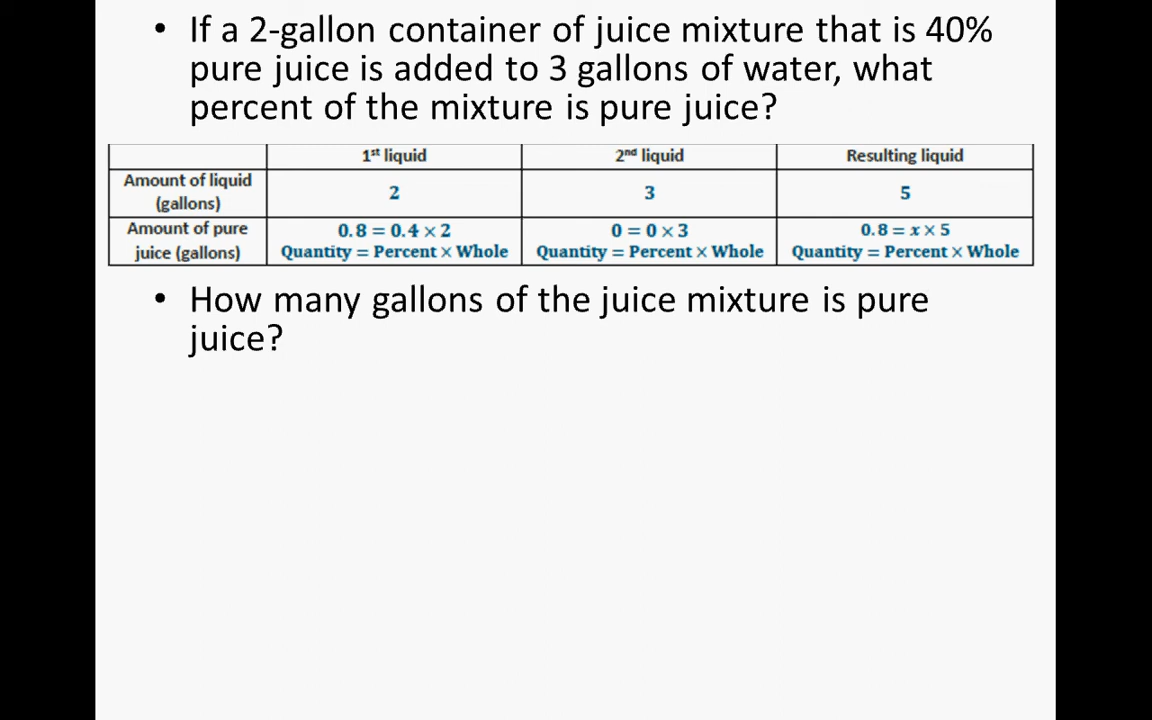 • If a 2-gallon container of juice mixture that is 40%
pure juice is added to 3 gallons of water, what
percent of the mixture is pure juice?
1st liquid 2nd liquid Resulting liquid
Amount of liquid
(gallons) 2 3 5
Amount of pure 0.8 = 0.4 × 2 0 = 0 × 3 0.8 = x × 5
juice (gallons) Quantity = Percent × Whole Quantity = Percent × Whole Quantity = Percent × Whole
• How many gallons of the juice mixture is pure
juice?